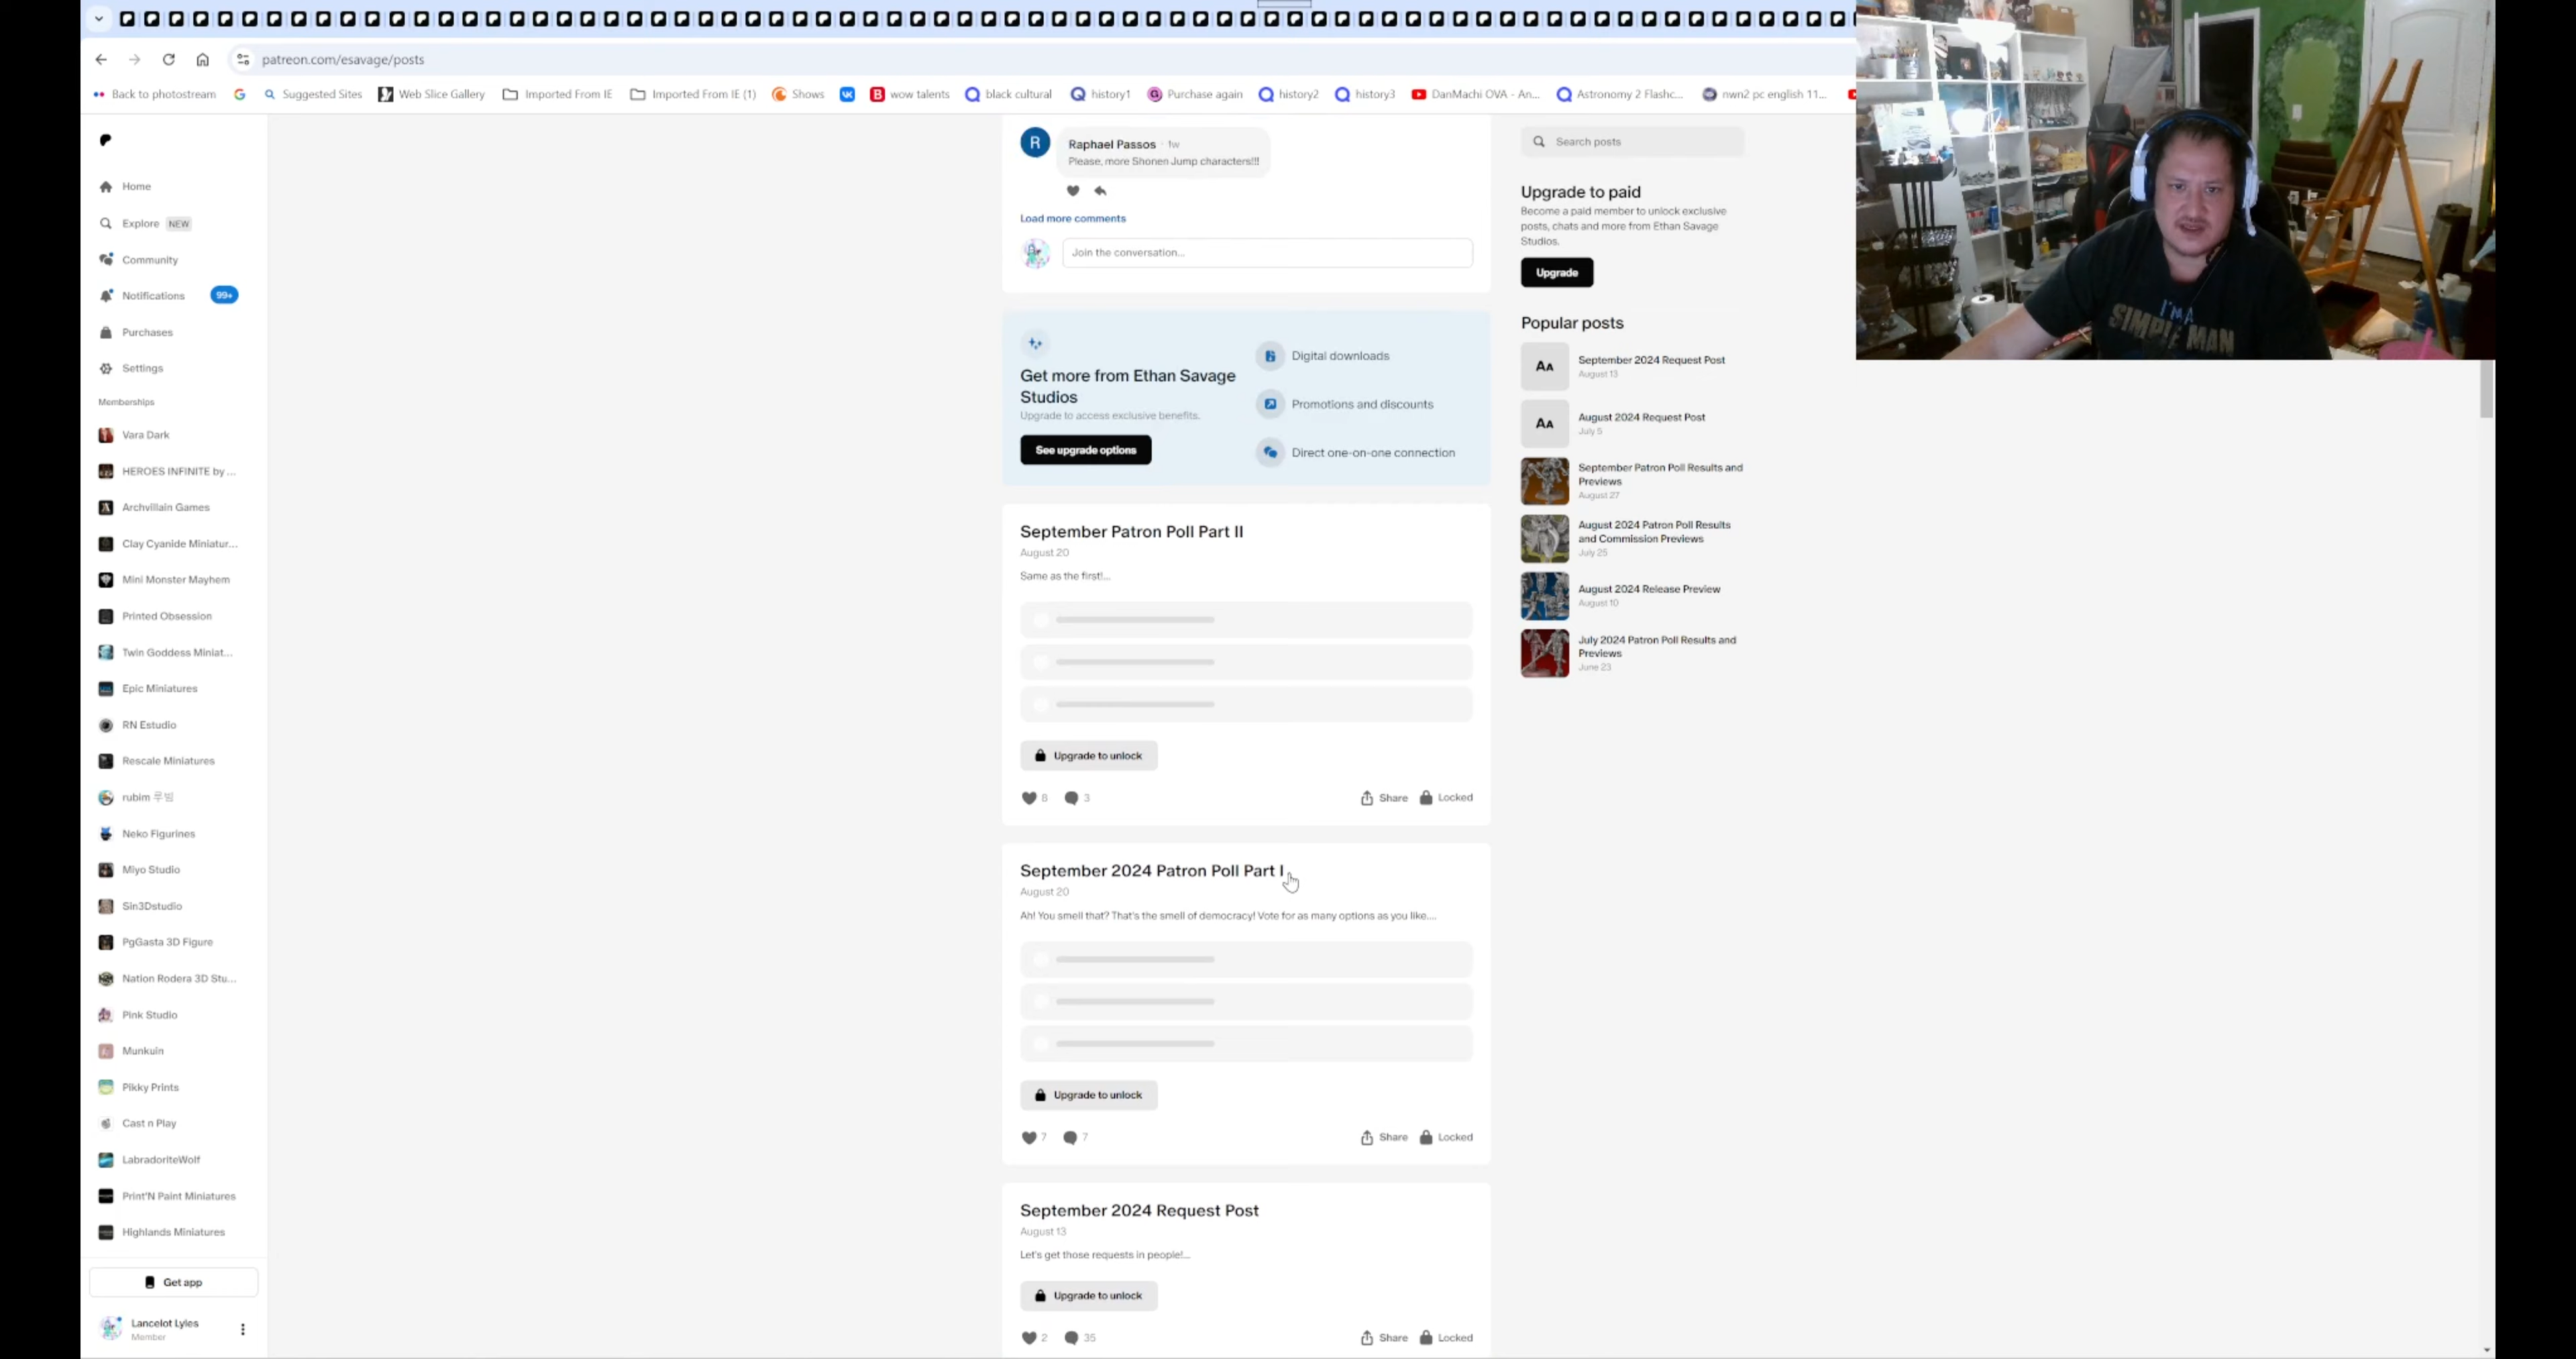 patreon.com/esavage/posts
Back to photostream
Suggested Sites
Web Slice Gallery
Imported From IE
Imported From IE (1)
Shows
wow talents
black cultural
history1
Purchase again
history2
history3
DanMachi OVA - An...
Astronomy 2 Flashc...
nwn2 pc english 11...
Home
Explore NEW
Community
Notifications 99+
Purchases
Settings
Memberships
Vara Dark
HEROES INFINITE by ...
Archvillain Games
Clay Cyanide Miniatur...
Mini Monster Mayhem
Printed Obsession
Twin Goddess Miniat...
Epic Miniatures
RN Estudio
Rescale Miniatures
rubim 루빔
Neko Figurines
Miyo Studio
Sin3Dstudio
PgGasta 3D Figure
Nation Rodera 3D Stu...
Pink Studio
Munkuin
Pikky Prints
Cast n Play
LabradoriteWolf
Print'N Paint Miniatures
Highlands Miniatures
Get app
Lancelot Lyles
Member
R
Raphael Passos · 1w
Please, more Shonen Jump characters!!!
Load more comments
Join the conversation...
Get more from Ethan Savage
Studios
Upgrade to access exclusive benefits.
See upgrade options
Digital downloads
Promotions and discounts
Direct one-on-one connection
September Patron Poll Part II
August 20
Same as the first!...
Upgrade to unlock
8 3 Share Locked
September 2024 Patron Poll Part I
August 20
Ah! You smell that? That's the smell of democracy! Vote for as many options as you like....
Upgrade to unlock
7 7 Share Locked
September 2024 Request Post
August 13
Let's get those requests in people!...
Upgrade to unlock
2 35 Share Locked
Search posts
Upgrade to paid
Become a paid member to unlock exclusive
posts, chats and more from Ethan Savage
Studios.
Upgrade
Popular posts
AA
September 2024 Request Post
August 13
AA
August 2024 Request Post
July 5
September Patron Poll Results and
Previews
August 27
August 2024 Patron Poll Results
and Commission Previews
July 25
August 2024 Release Preview
August 10
July 2024 Patron Poll Results and
Previews
June 23
I'M A
SIMPLE MAN